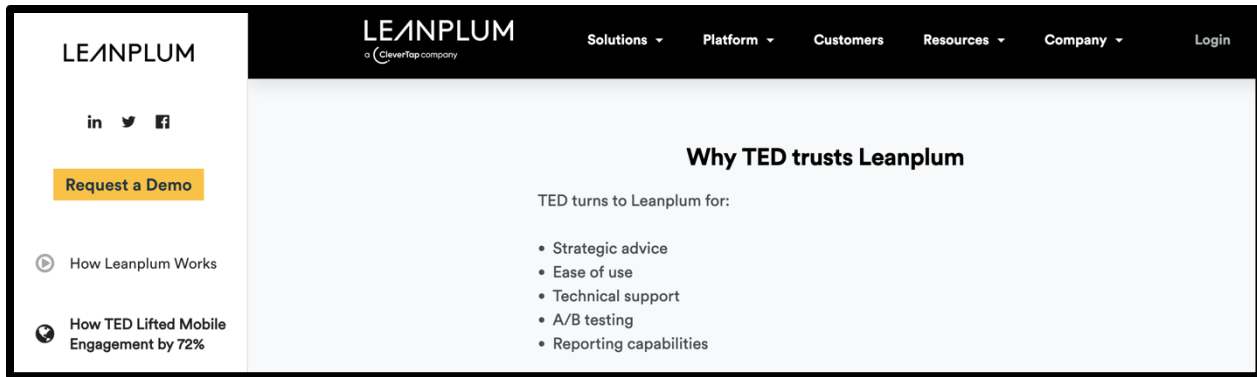 LEANPLUM
Request a Demo
How Leanplum Works
How TED Lifted Mobile
Engagement by 72%
LEANPLUM
a CleverTap company
Solutions
Platform
Customers
Resources
Company
Login
Why TED trusts Leanplum
TED turns to Leanplum for:
• Strategic advice
• Ease of use
• Technical support
• A/B testing
• Reporting capabilities